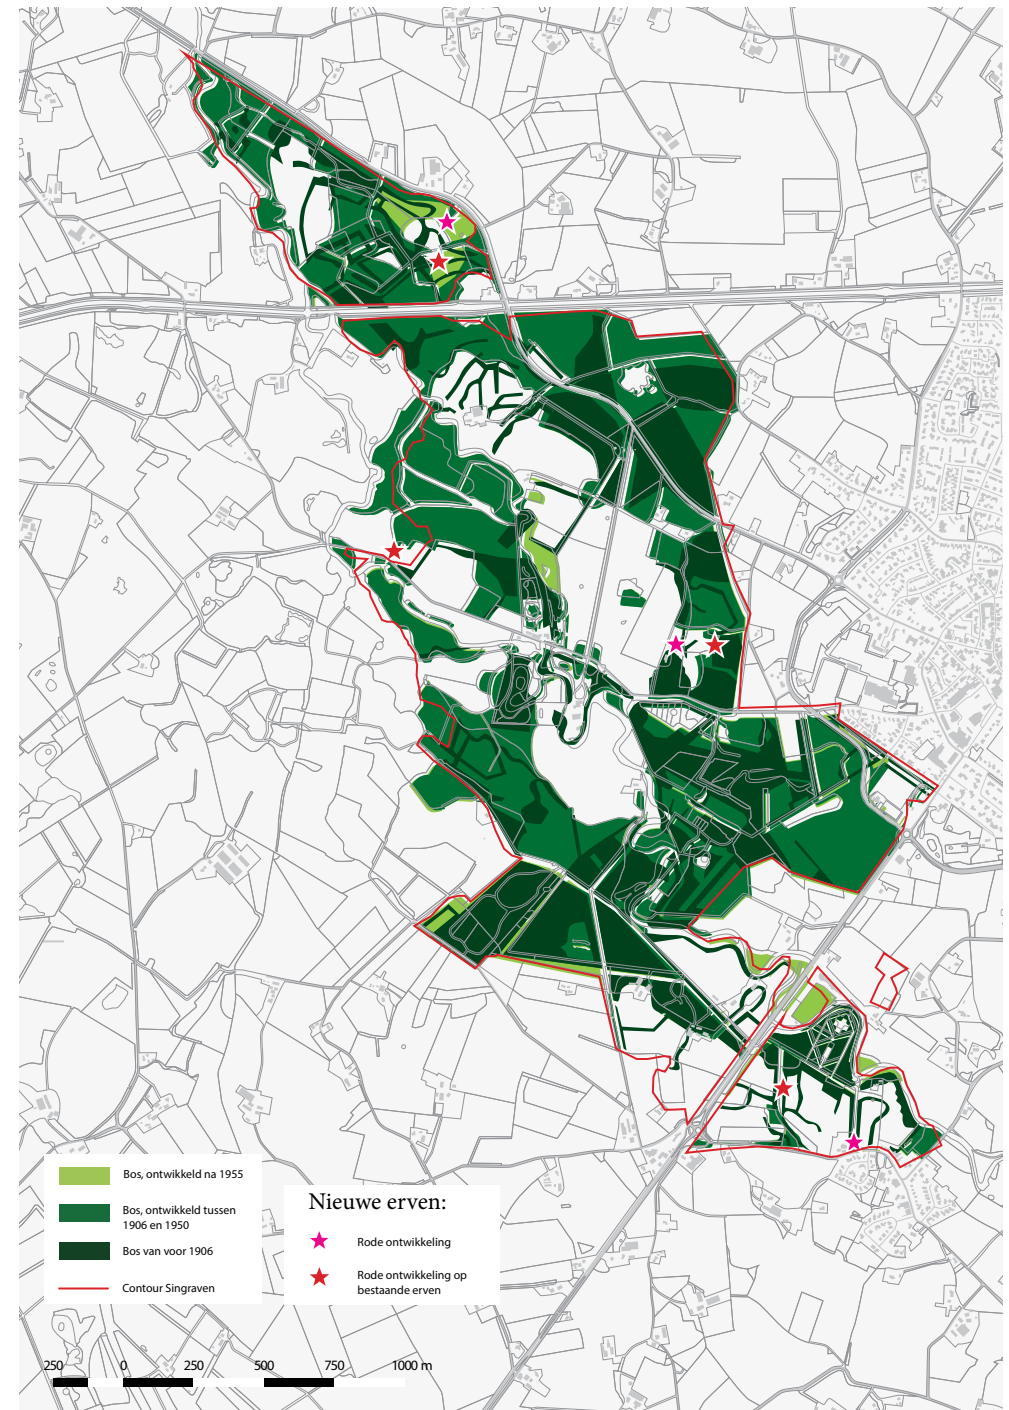 Bos, ontwikkeld na 1955
Bos, ontwikkeld tussen
1906 en 1950
Bos van voor 1906
Contour Singraven
Nieuwe erven:
Rode ontwikkeling
Rode ontwikkeling op
bestaande erven
250 0 250 500 750 1000 m